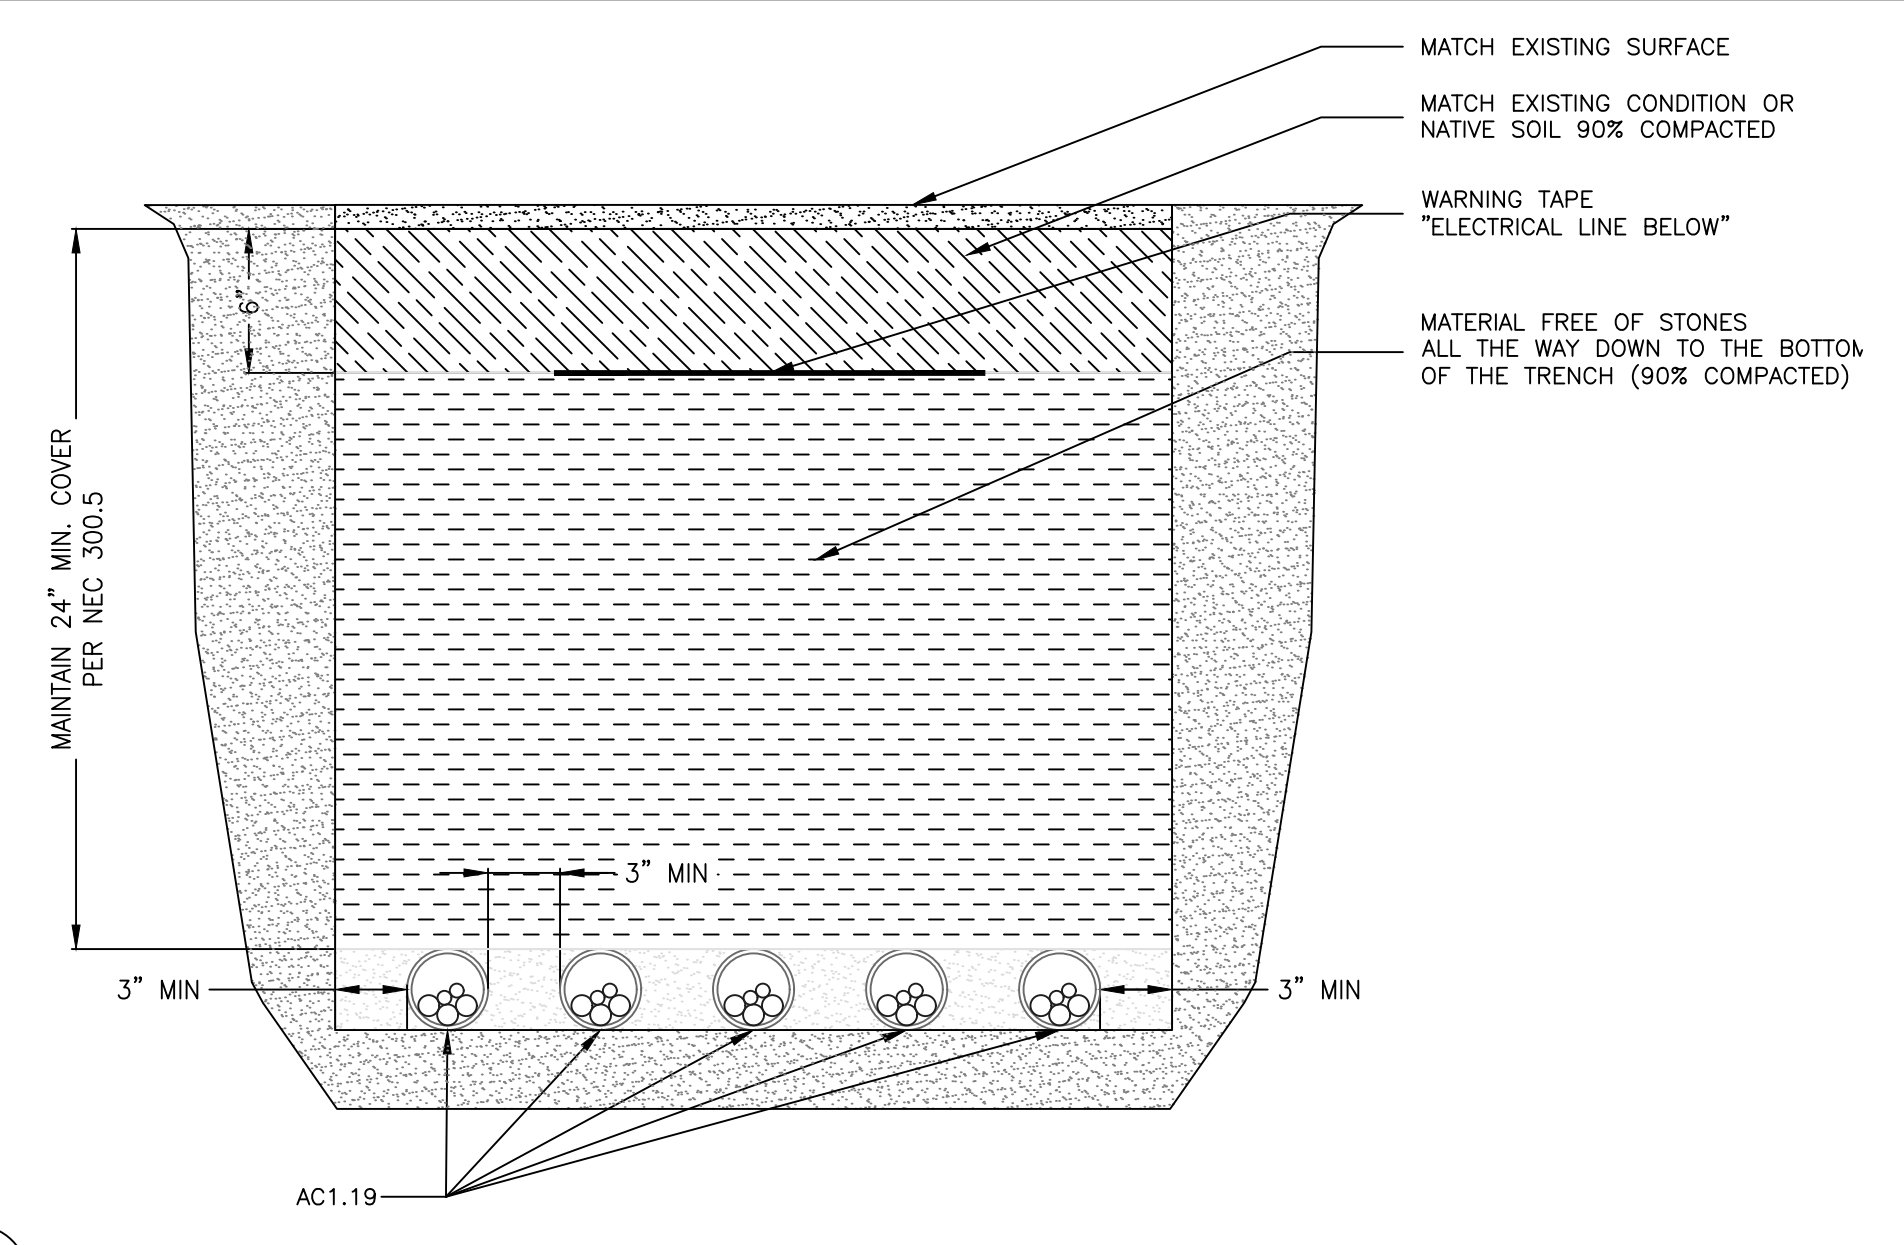 MATCH EXISTING SURFACE
MATCH EXISTING CONDITION OR
NATIVE SOIL 90% COMPACTED
WARNING TAPE
"ELECTRICAL LINE BELOW"
MATERIAL FREE OF STONES
ALL THE WAY DOWN TO THE BOTTOM
OF THE TRENCH (90% COMPACTED)
6"
MAINTAIN 24" MIN. COVER
PER NEC 300.5
3" MIN
3" MIN
3" MIN
AC1.19